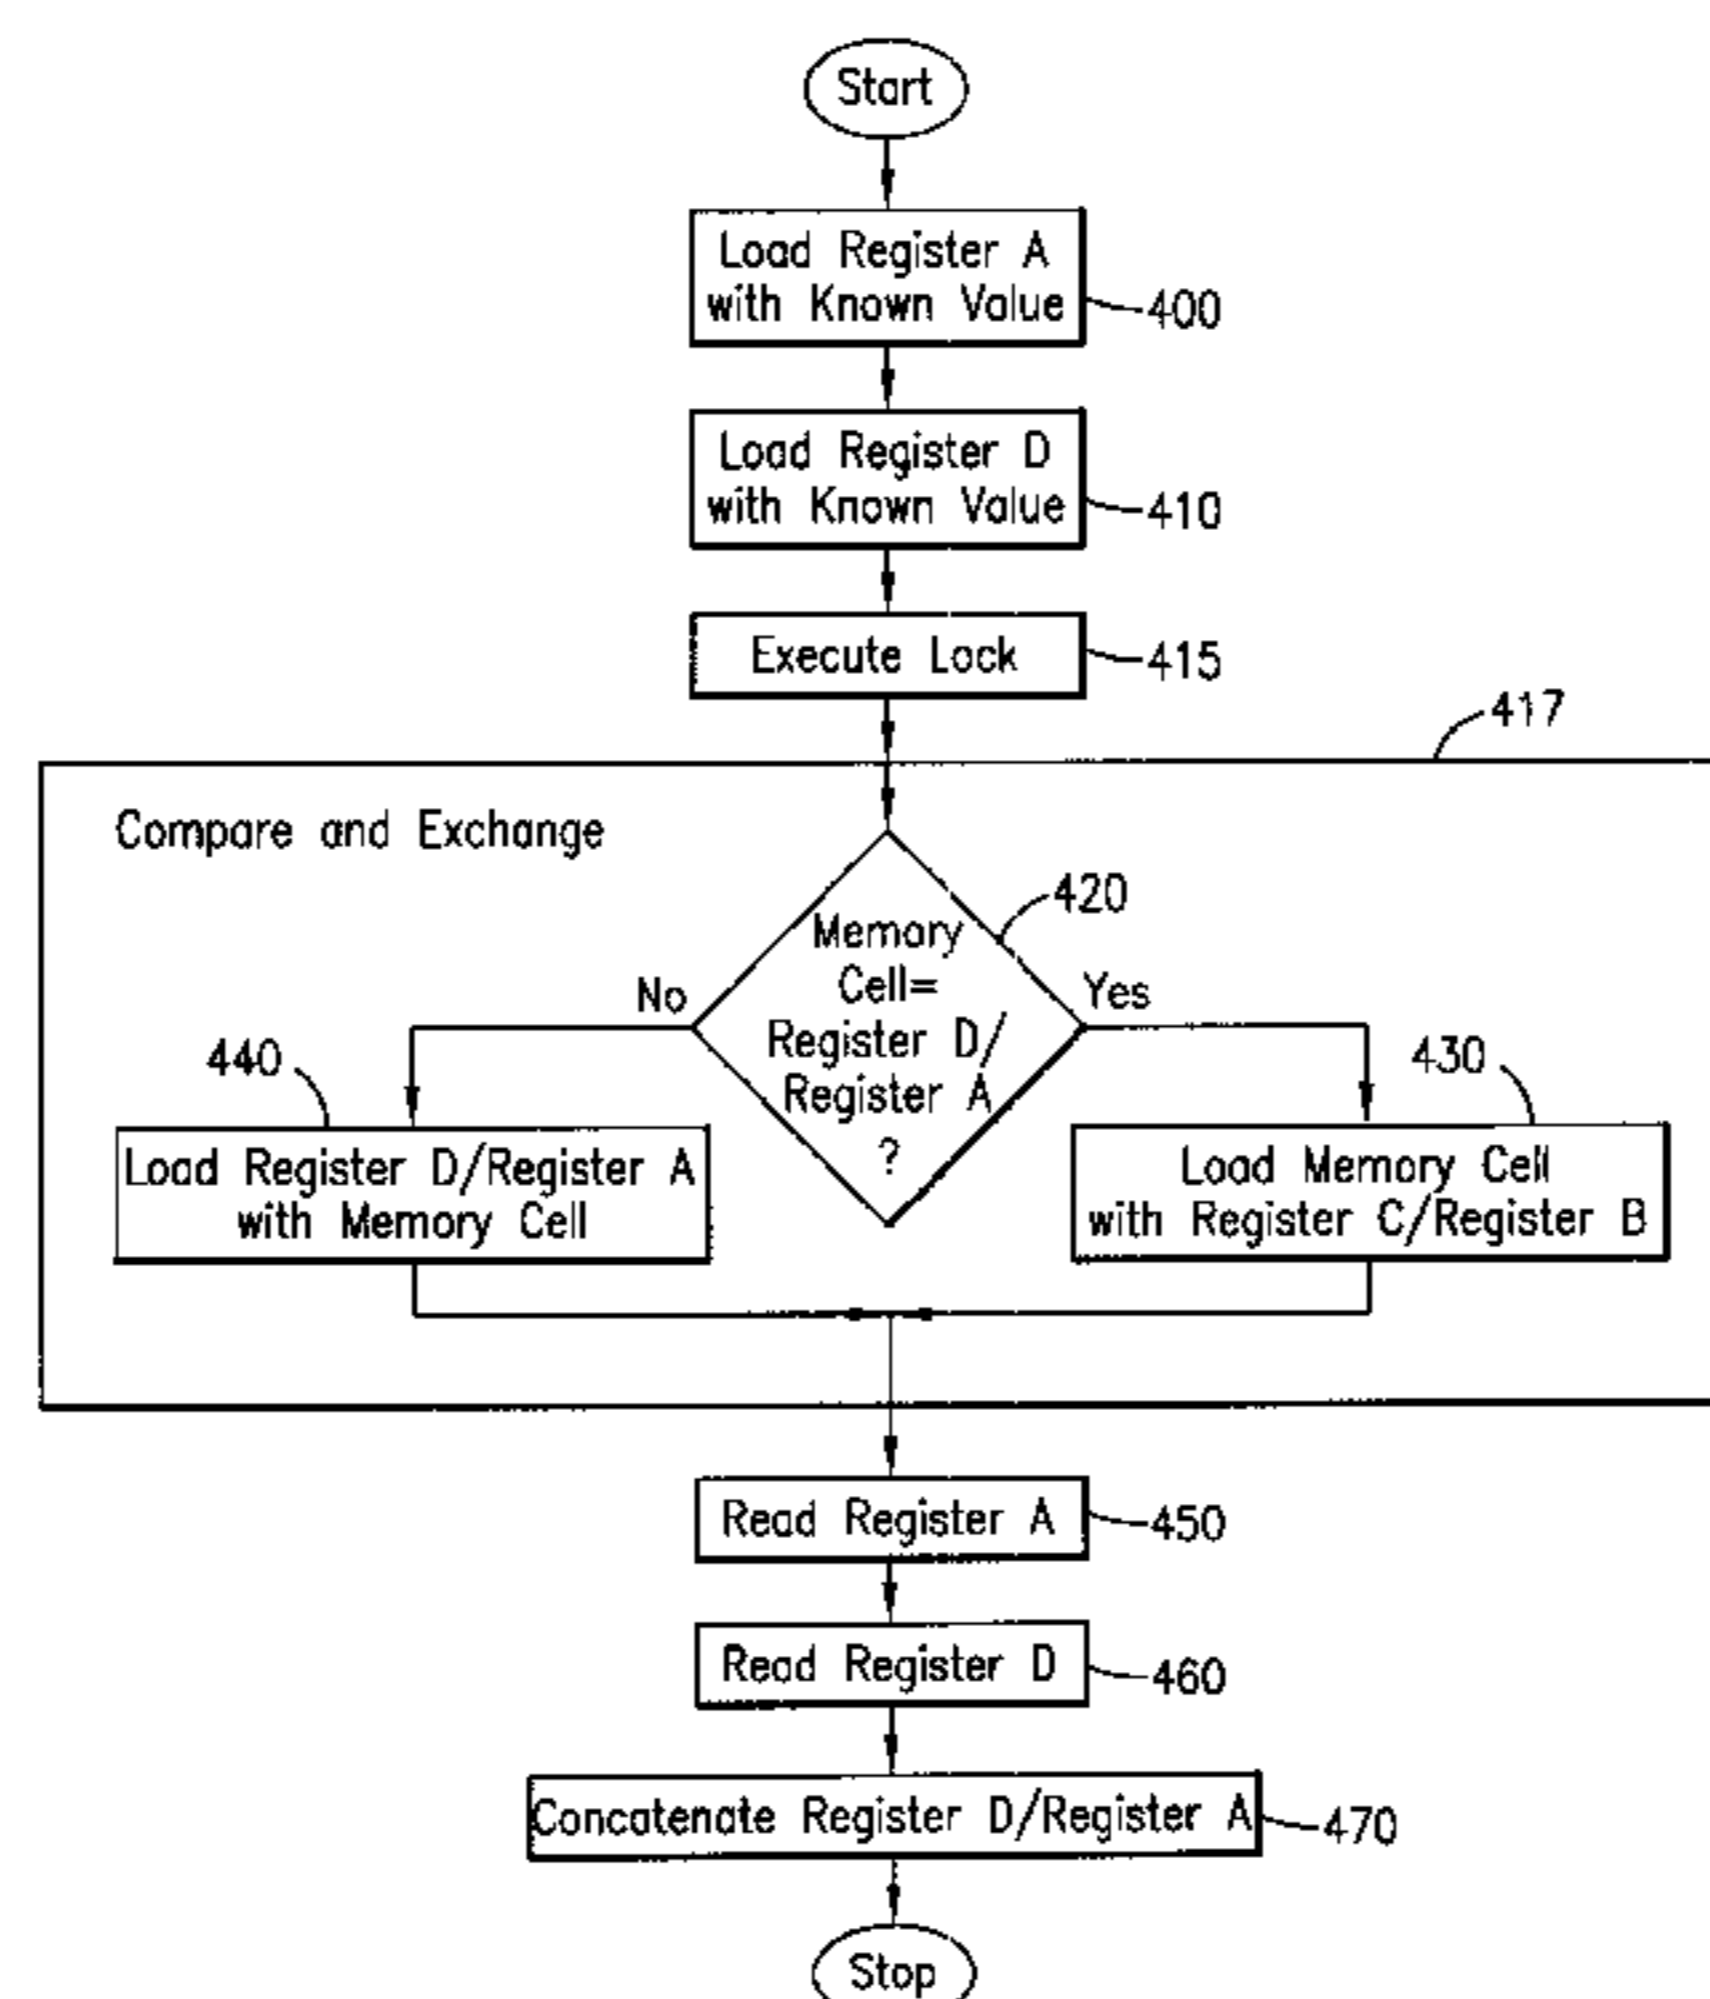 Start
Load Register A
with Known Value
400
Load Register D
with Known Value
410
Execute Lock
415
417
Compare and Exchange
420
Memory
Cell=
Register D/
Register A
?
No
Yes
440
Load Register D/Register A
with Memory Cell
430
Load Memory Cell
with Register C/Register B
Read Register A
450
Read Register D
460
Concatenate Register D/Register A
470
Stop